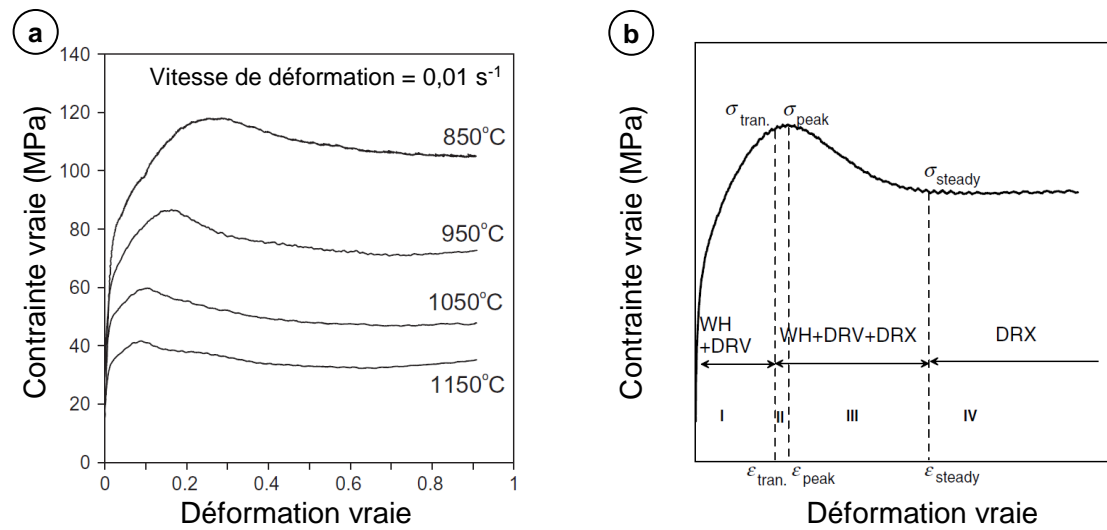 a
Vitesse de déformation = 0,01 s-1
Contrainte vraie (MPa)
140
120
100
80
60
40
20
0
850°C
950°C
1050°C
1150°C
0
0.2
0.4
0.6
0.8
1
Déformation vraie
b
Contrainte vraie (MPa)
σtran.
σpeak
σsteady
WH
+DRV
WH+DRV+DRX
DRX
I
II
III
IV
εtran.
εpeak
εsteady
Déformation vraie